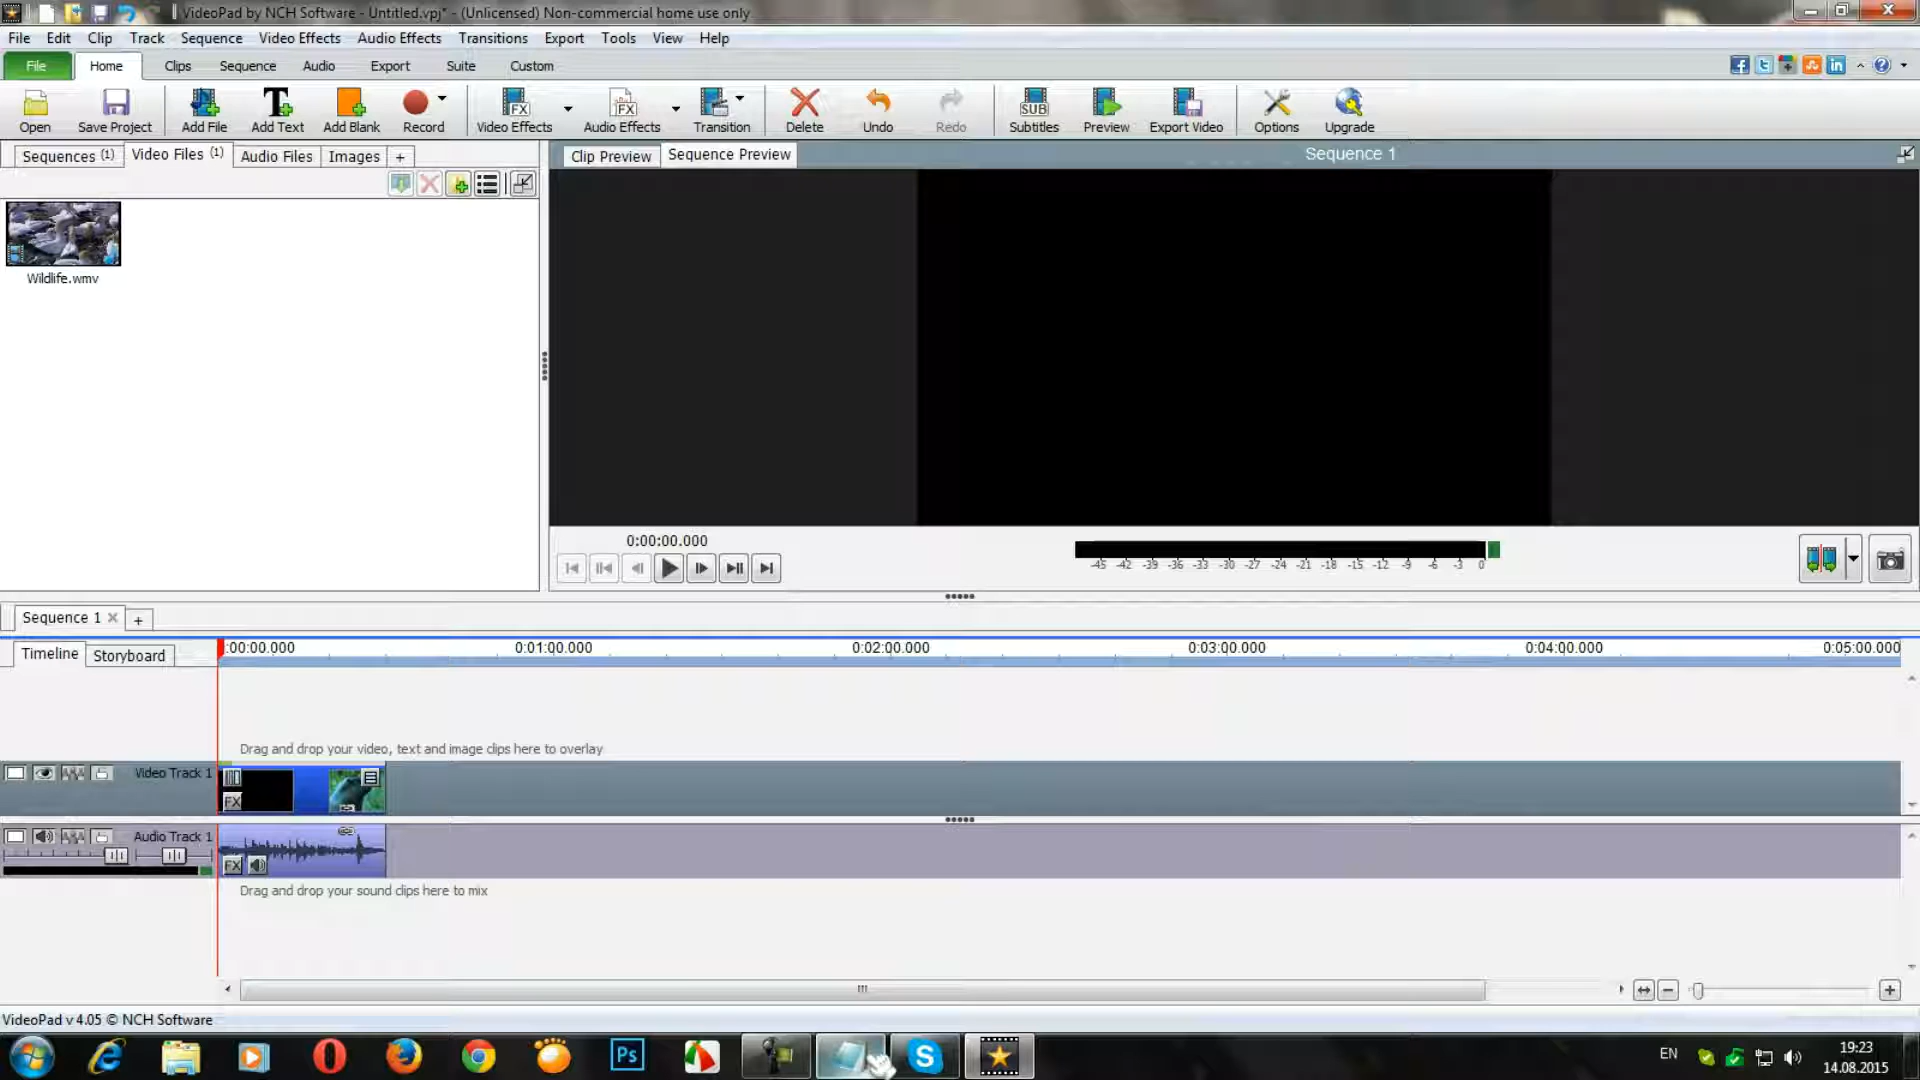 VideoPad by NCH Software - Untitled.vpj* - (Unlicensed) Non-commercial home use only
File Edit Clip Track Sequence Video Effects Audio Effects Transitions Export Tools View Help
File Home Clips Sequence Audio Export Suite Custom
Open Save Project Add File Add Text Add Blank Record Video Effects Audio Effects Transition Delete Undo Redo Subtitles Preview Export Video Options Upgrade
Sequences (1) Video Files (1) Audio Files Images +
Clip Preview Sequence Preview Sequence 1
Wildlife.wmv
0:00:00.000
-45 -42 -39 -36 -33 -30 -27 -24 -21 -18 -15 -12 -9 -6 -3 0
Sequence 1 +
Timeline Storyboard
:00:00.000 0:01:00.000 0:02:00.000 0:03:00.000 0:04:00.000 0:05:00.000
Drag and drop your video, text and image clips here to overlay
Video Track 1
FX
Audio Track 1
FX
Drag and drop your sound clips here to mix
VideoPad v 4.05 © NCH Software
Ps
EN
19:23
14.08.2015